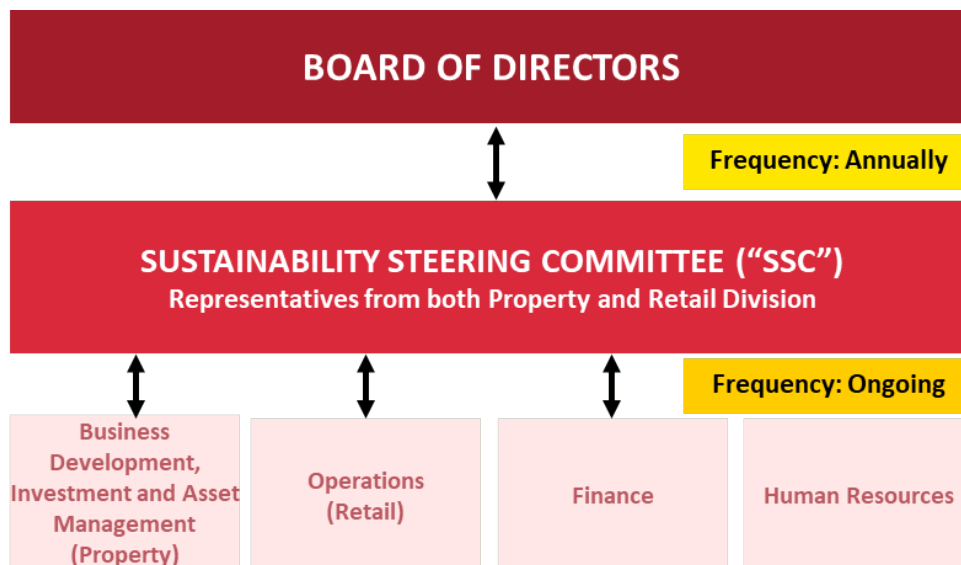 BOARD OF DIRECTORS
Frequency: Annually
SUSTAINABILITY STEERING COMMITTEE (“SSC”)
Representatives from both Property and Retail Division
Frequency: Ongoing
Business
Development,
Investment and Asset
Management
(Property)
Operations
(Retail)
Finance
Human Resources